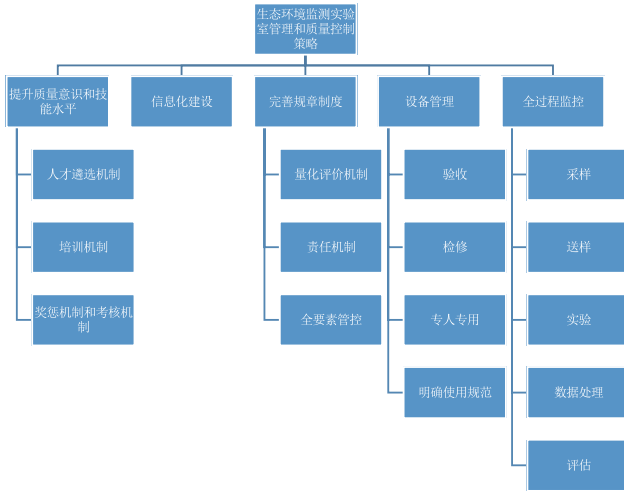 生态环境监测实验
室管理和质量控制
策略
提升质量意识和技
能水平
信息化建设
完善规章制度
设备管理
全过程监控
人才遴选机制
培训机制
奖惩机制和考核机
制
量化评价机制
责任机制
全要素管控
验收
检修
专人专用
明确使用规范
采样
送样
实验
数据处理
评估